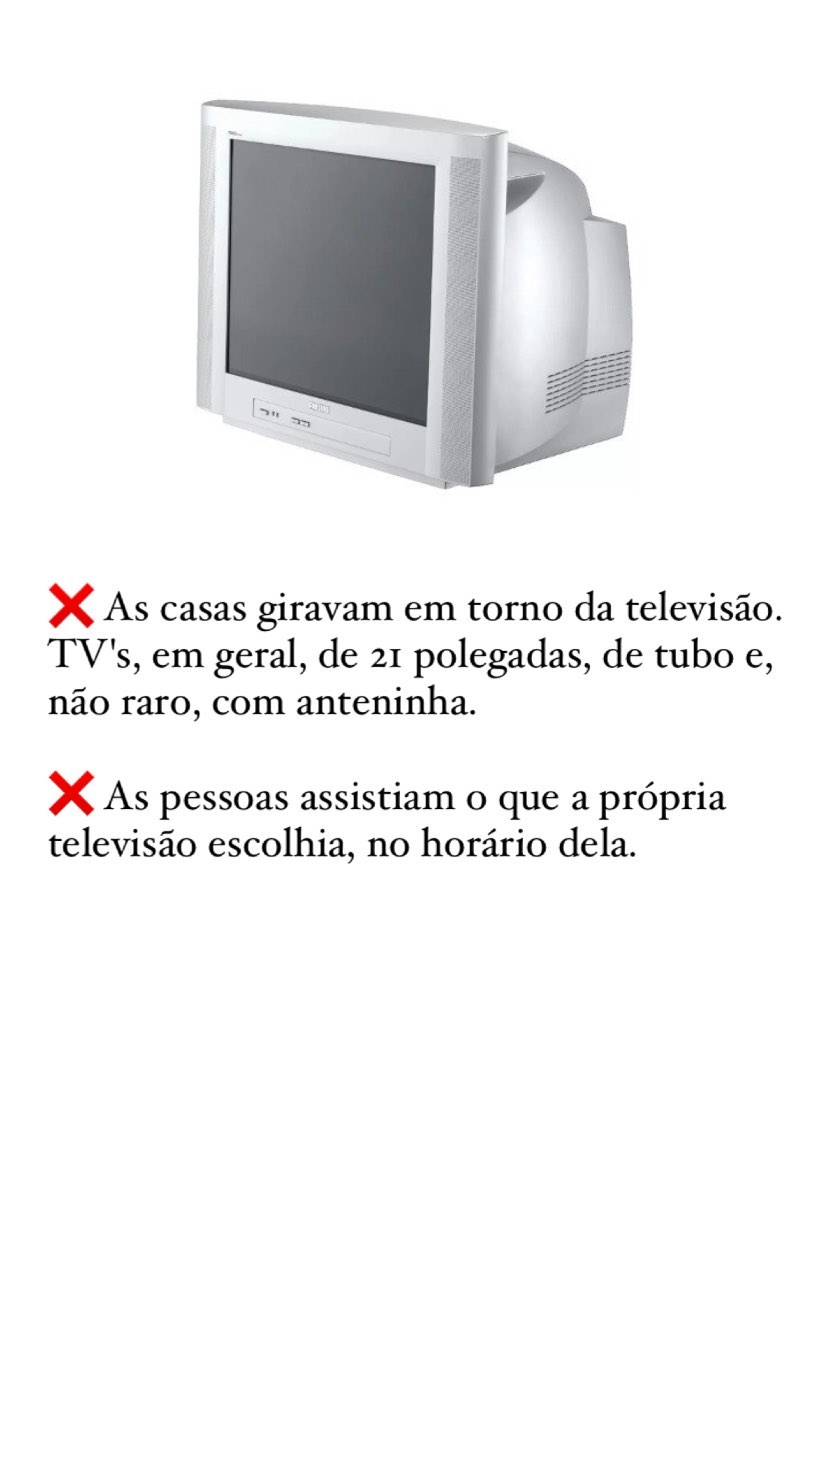 ❌ As casas giravam em torno da televisão.
TV's, em geral, de 21 polegadas, de tubo e,
não raro, com anteninha.
❌ As pessoas assistiam o que a própria
televisão escolhia, no horário dela.